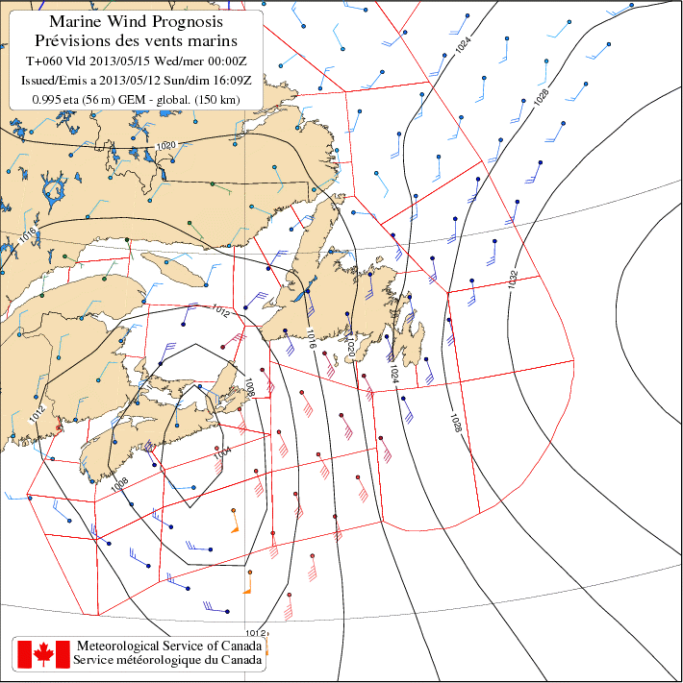 Marine Wind Prognosis
Prévisions des vents marins
T+060 Vld 2013/05/15 Wed/mer 00:00Z
Issued/Emis a 2013/05/12 Sun/dim 16:09Z
0.995 eta (56 m) GEM - global. (150 km)
1024
1028
1020
1016
1032
1012
1016
1020
1024
1008
1012
1028
1004
1008
1012
Meteorological Service of Canada
Service météorologique du Canada